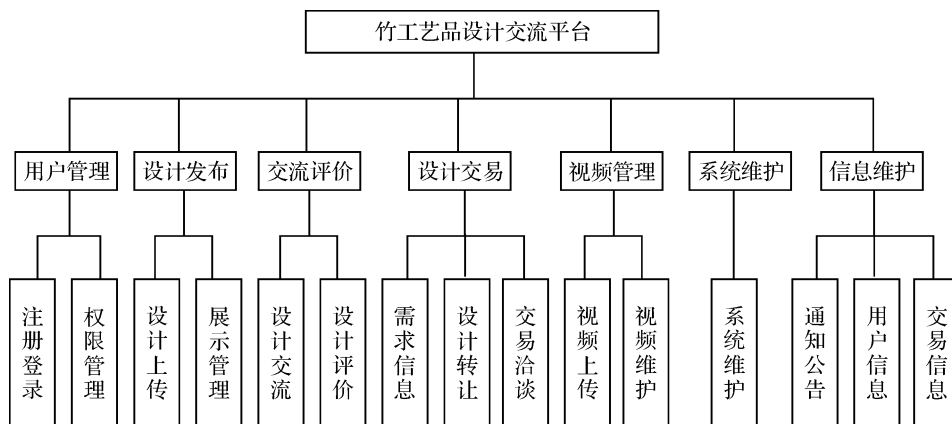 竹工艺品设计交流平台
用户管理
设计发布
交流评价
设计交易
视频管理
系统维护
信息维护
注册登录
权限管理
设计上传
展示管理
设计交流
设计评价
需求信息
设计转让
交易洽谈
视频上传
视频维护
系统维护
通知公告
用户信息
交易信息